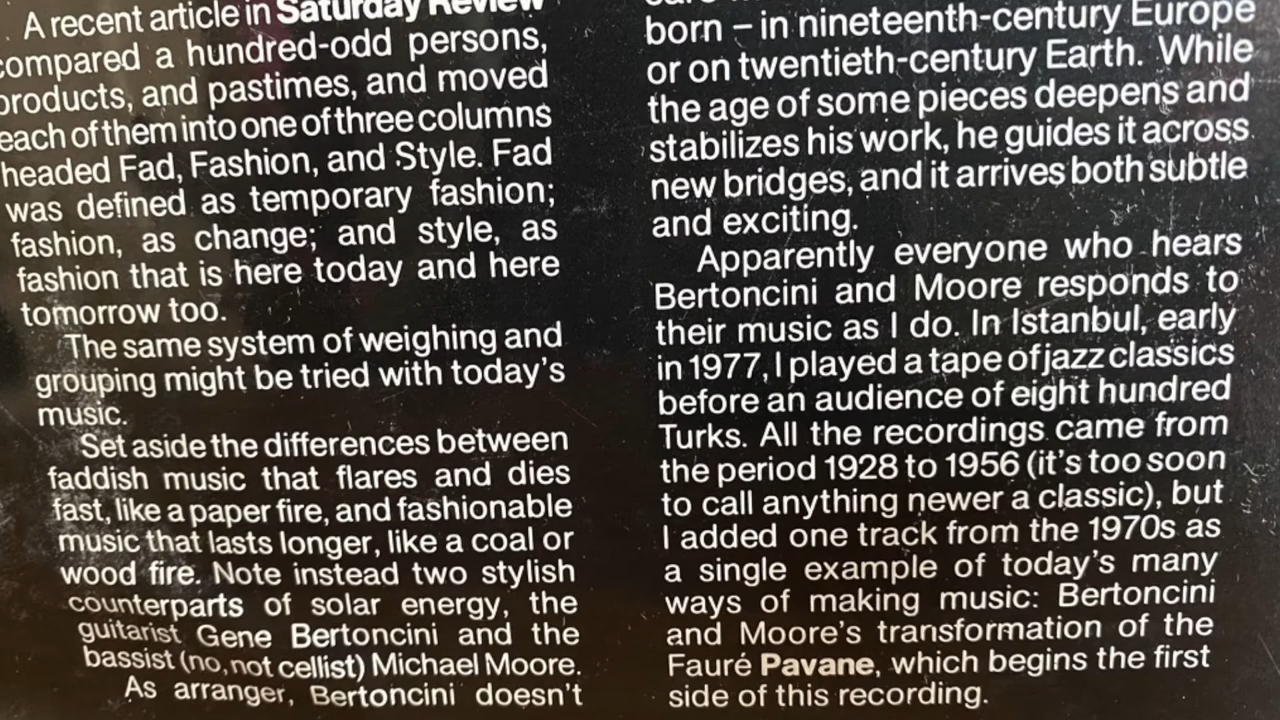 A recent article in Saturday Review
compared a hundred-odd persons,
products, and pastimes, and moved
each of them into one of three columns
headed Fad, Fashion, and Style. Fad
was defined as temporary fashion;
fashion, as change; and style, as
fashion that is here today and here
tomorrow too.
The same system of weighing and
grouping might be tried with today's
music.
Set aside the differences between
faddish music that flares and dies
fast, like a paper fire, and fashionable
music that lasts longer, like a coal or
wood fire. Note instead two stylish
counterparts of solar energy, the
guitarist Gene Bertoncini and the
bassist (no, not cellist) Michael Moore.
As arranger, Bertoncini doesn't
born – in nineteenth-century Europe
or on twentieth-century Earth. While
the age of some pieces deepens and
stabilizes his work, he guides it across
new bridges, and it arrives both subtle
and exciting.
Apparently everyone who hears
Bertoncini and Moore responds to
their music as I do. In Istanbul, early
in 1977, I played a tape of jazz classics
before an audience of eight hundred
Turks. All the recordings came from
the period 1928 to 1956 (it's too soon
to call anything newer a classic), but
I added one track from the 1970s as
a single example of today's many
ways of making music: Bertoncini
and Moore's transformation of the
Fauré Pavane, which begins the first
side of this recording.